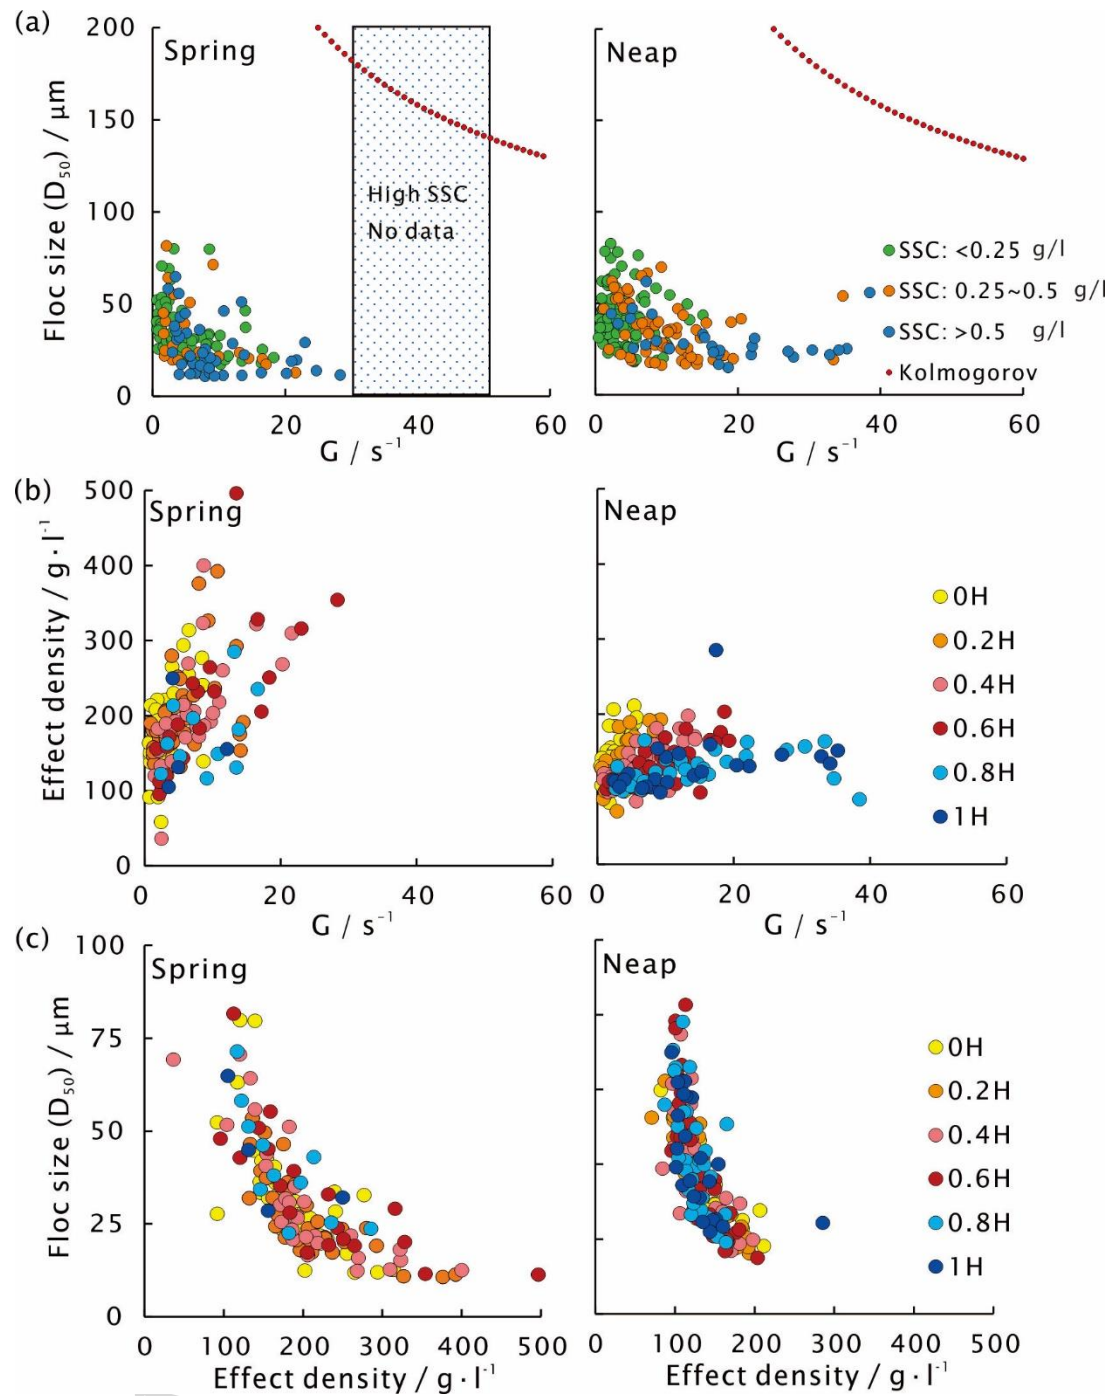 (a)
Spring
Neap
200
150
100
50
0
Floc size (D₅₀) / μm
High SSC
No data
SSC: <0.25 g/l
SSC: 0.25~0.5 g/l
SSC: >0.5 g/l
Kolmogorov
0 20 40 60
0 20 40 60
G / s⁻¹
G / s⁻¹
(b)
Spring
Neap
500
400
300
200
100
0
Effect density / g·l⁻¹
0H
0.2H
0.4H
0.6H
0.8H
1H
0 20 40 60
0 20 40 60
G / s⁻¹
G / s⁻¹
(c)
Spring
Neap
100
75
50
25
0
Floc size (D₅₀) / μm
0H
0.2H
0.4H
0.6H
0.8H
1H
0 100 200 300 400 500
0 100 200 300 400 500
Effect density / g·l⁻¹
Effect density / g·l⁻¹